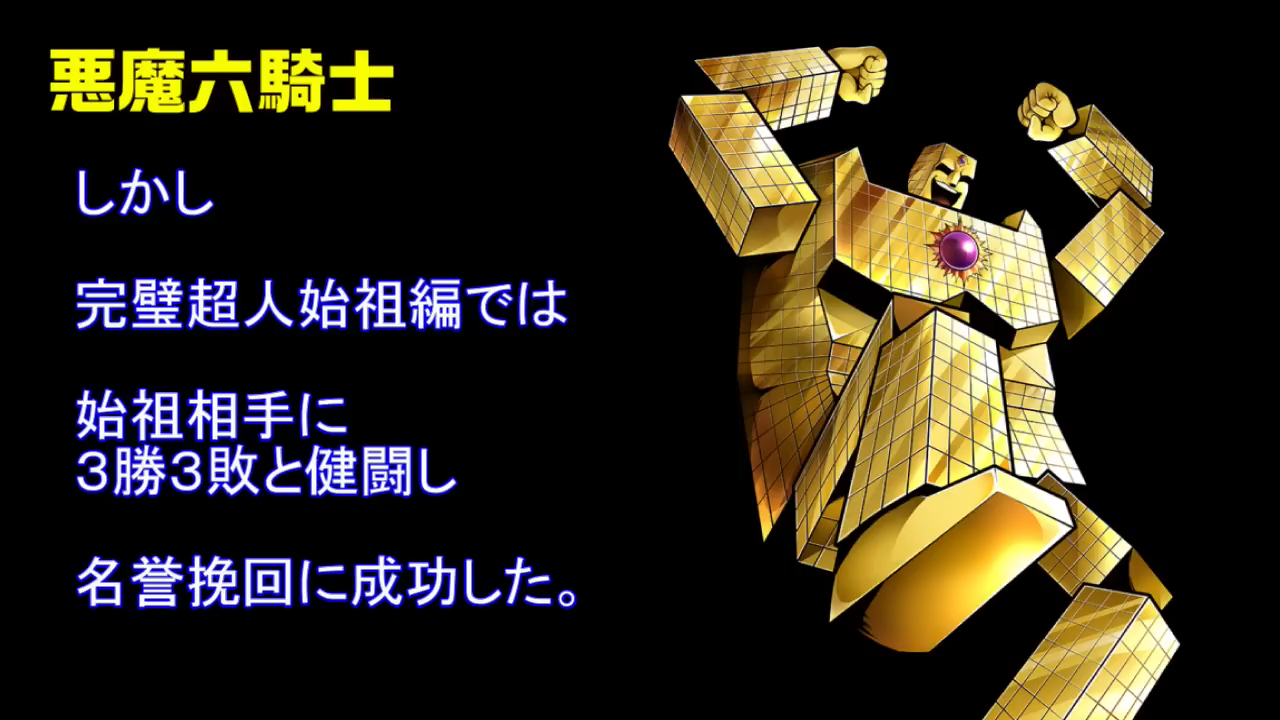 悪魔六騎士
しかし
完璧超人始祖編では
始祖相手に
３勝３敗と健闘し
名誉挽回に成功した。